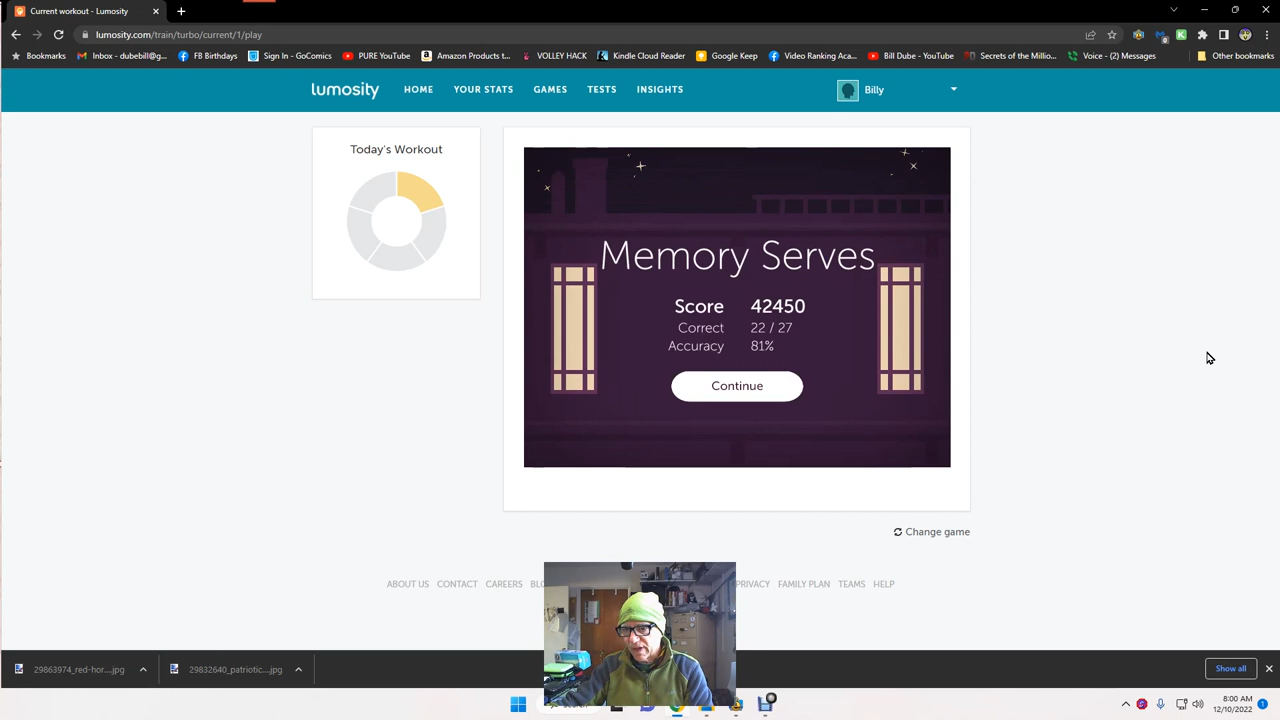 Current workout - Lumosity
lumosity.com/train/turbo/current/1/play
Bookmarks
Inbox - dubebill@g...
FB Birthdays
Sign In - GoComics
PURE YouTube
Amazon Products t...
VOLLEY HACK
Kindle Cloud Reader
Google Keep
Video Ranking Aca...
Bill Dube - YouTube
Secrets of the Millio...
Voice - (2) Messages
Other bookmarks
lumosity
HOME
YOUR STATS
GAMES
TESTS
INSIGHTS
Billy
Today's Workout
Memory Serves
Score 42450
Correct 22 / 27
Accuracy 81%
Continue
Change game
ABOUT US
CONTACT
CAREERS
BLO
PRIVACY
FAMILY PLAN
TEAMS
HELP
29863974_red-hor....jpg
29832640_patriotic....jpg
Show all
8:00 AM
12/10/2022